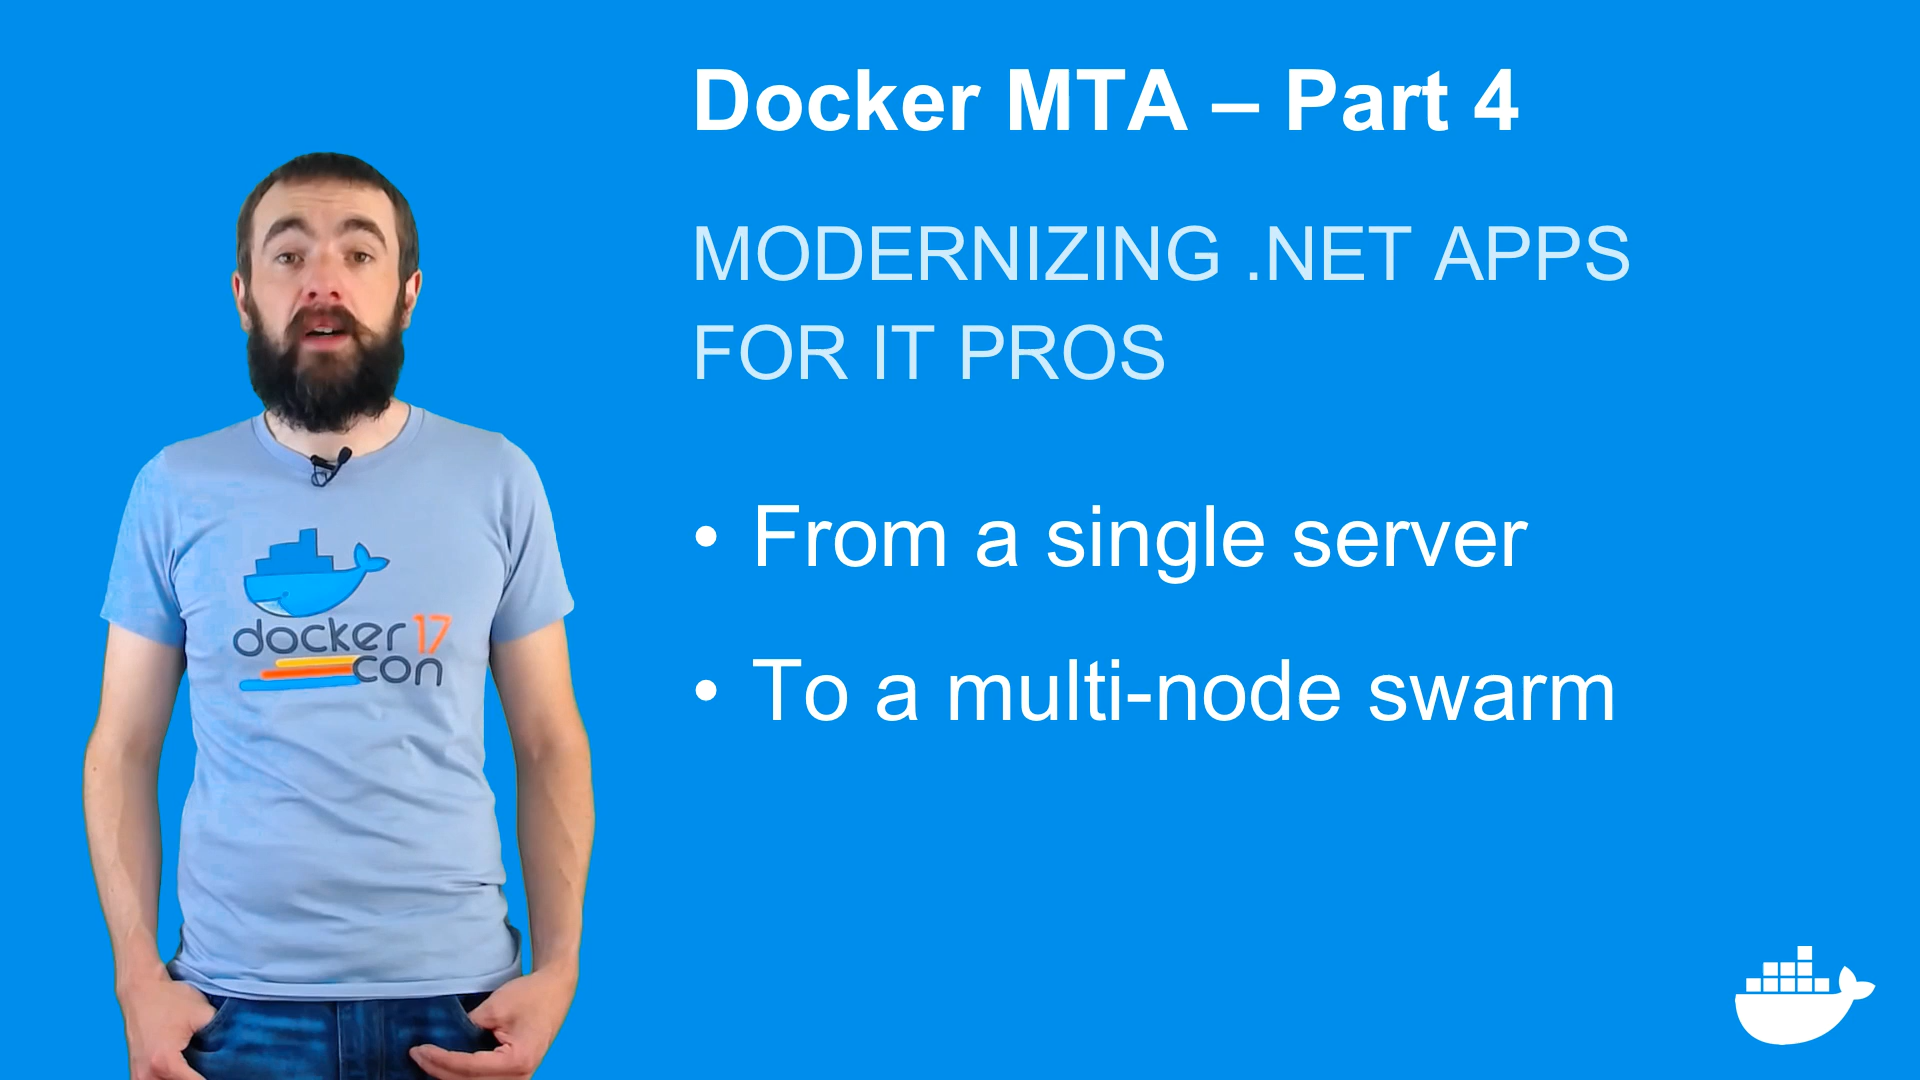 Docker MTA – Part 4
MODERNIZING .NET APPS
FOR IT PROS
• From a single server
• To a multi-node swarm
docker 17
con